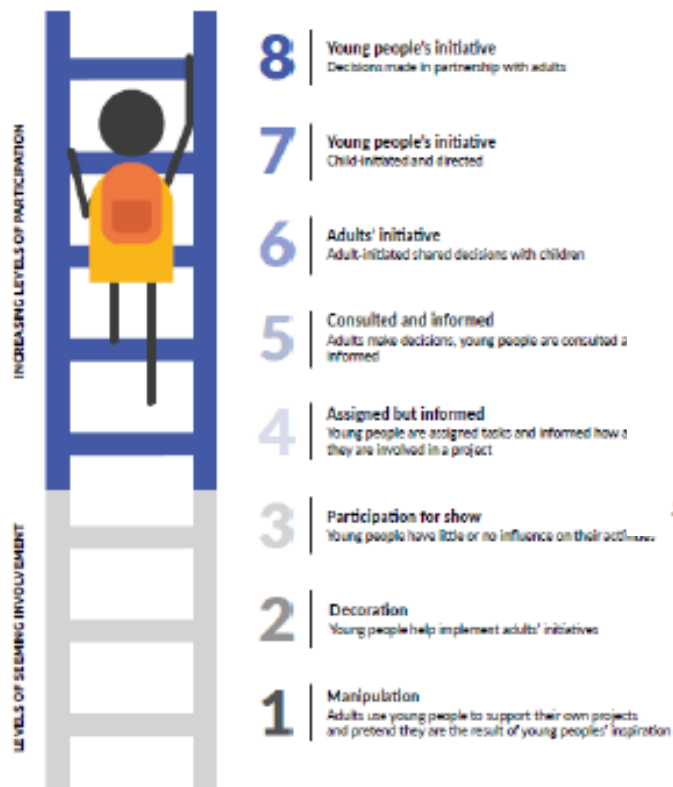 INCREASING LEVELS OF PARTICIPATION
LEVELS OF SEEMING INVOLVEMENT
8
Young people's initiative
Decisions made in partnership with adults
7
Young people's initiative
Child-initiated and directed
6
Adults' initiative
Adult-initiated shared decisions with children
5
Consulted and informed
Adults make decisions, young people are consulted a
informed
4
Assigned but informed
Young people are assigned tasks and informed how a
they are involved in a project
3
Participation for show
Young people have little or no influence on their activities
2
Decoration
Young people help implement adults' initiatives
1
Manipulation
Adults use young people to support their own projects
and pretend they are the result of young peoples' inspiration